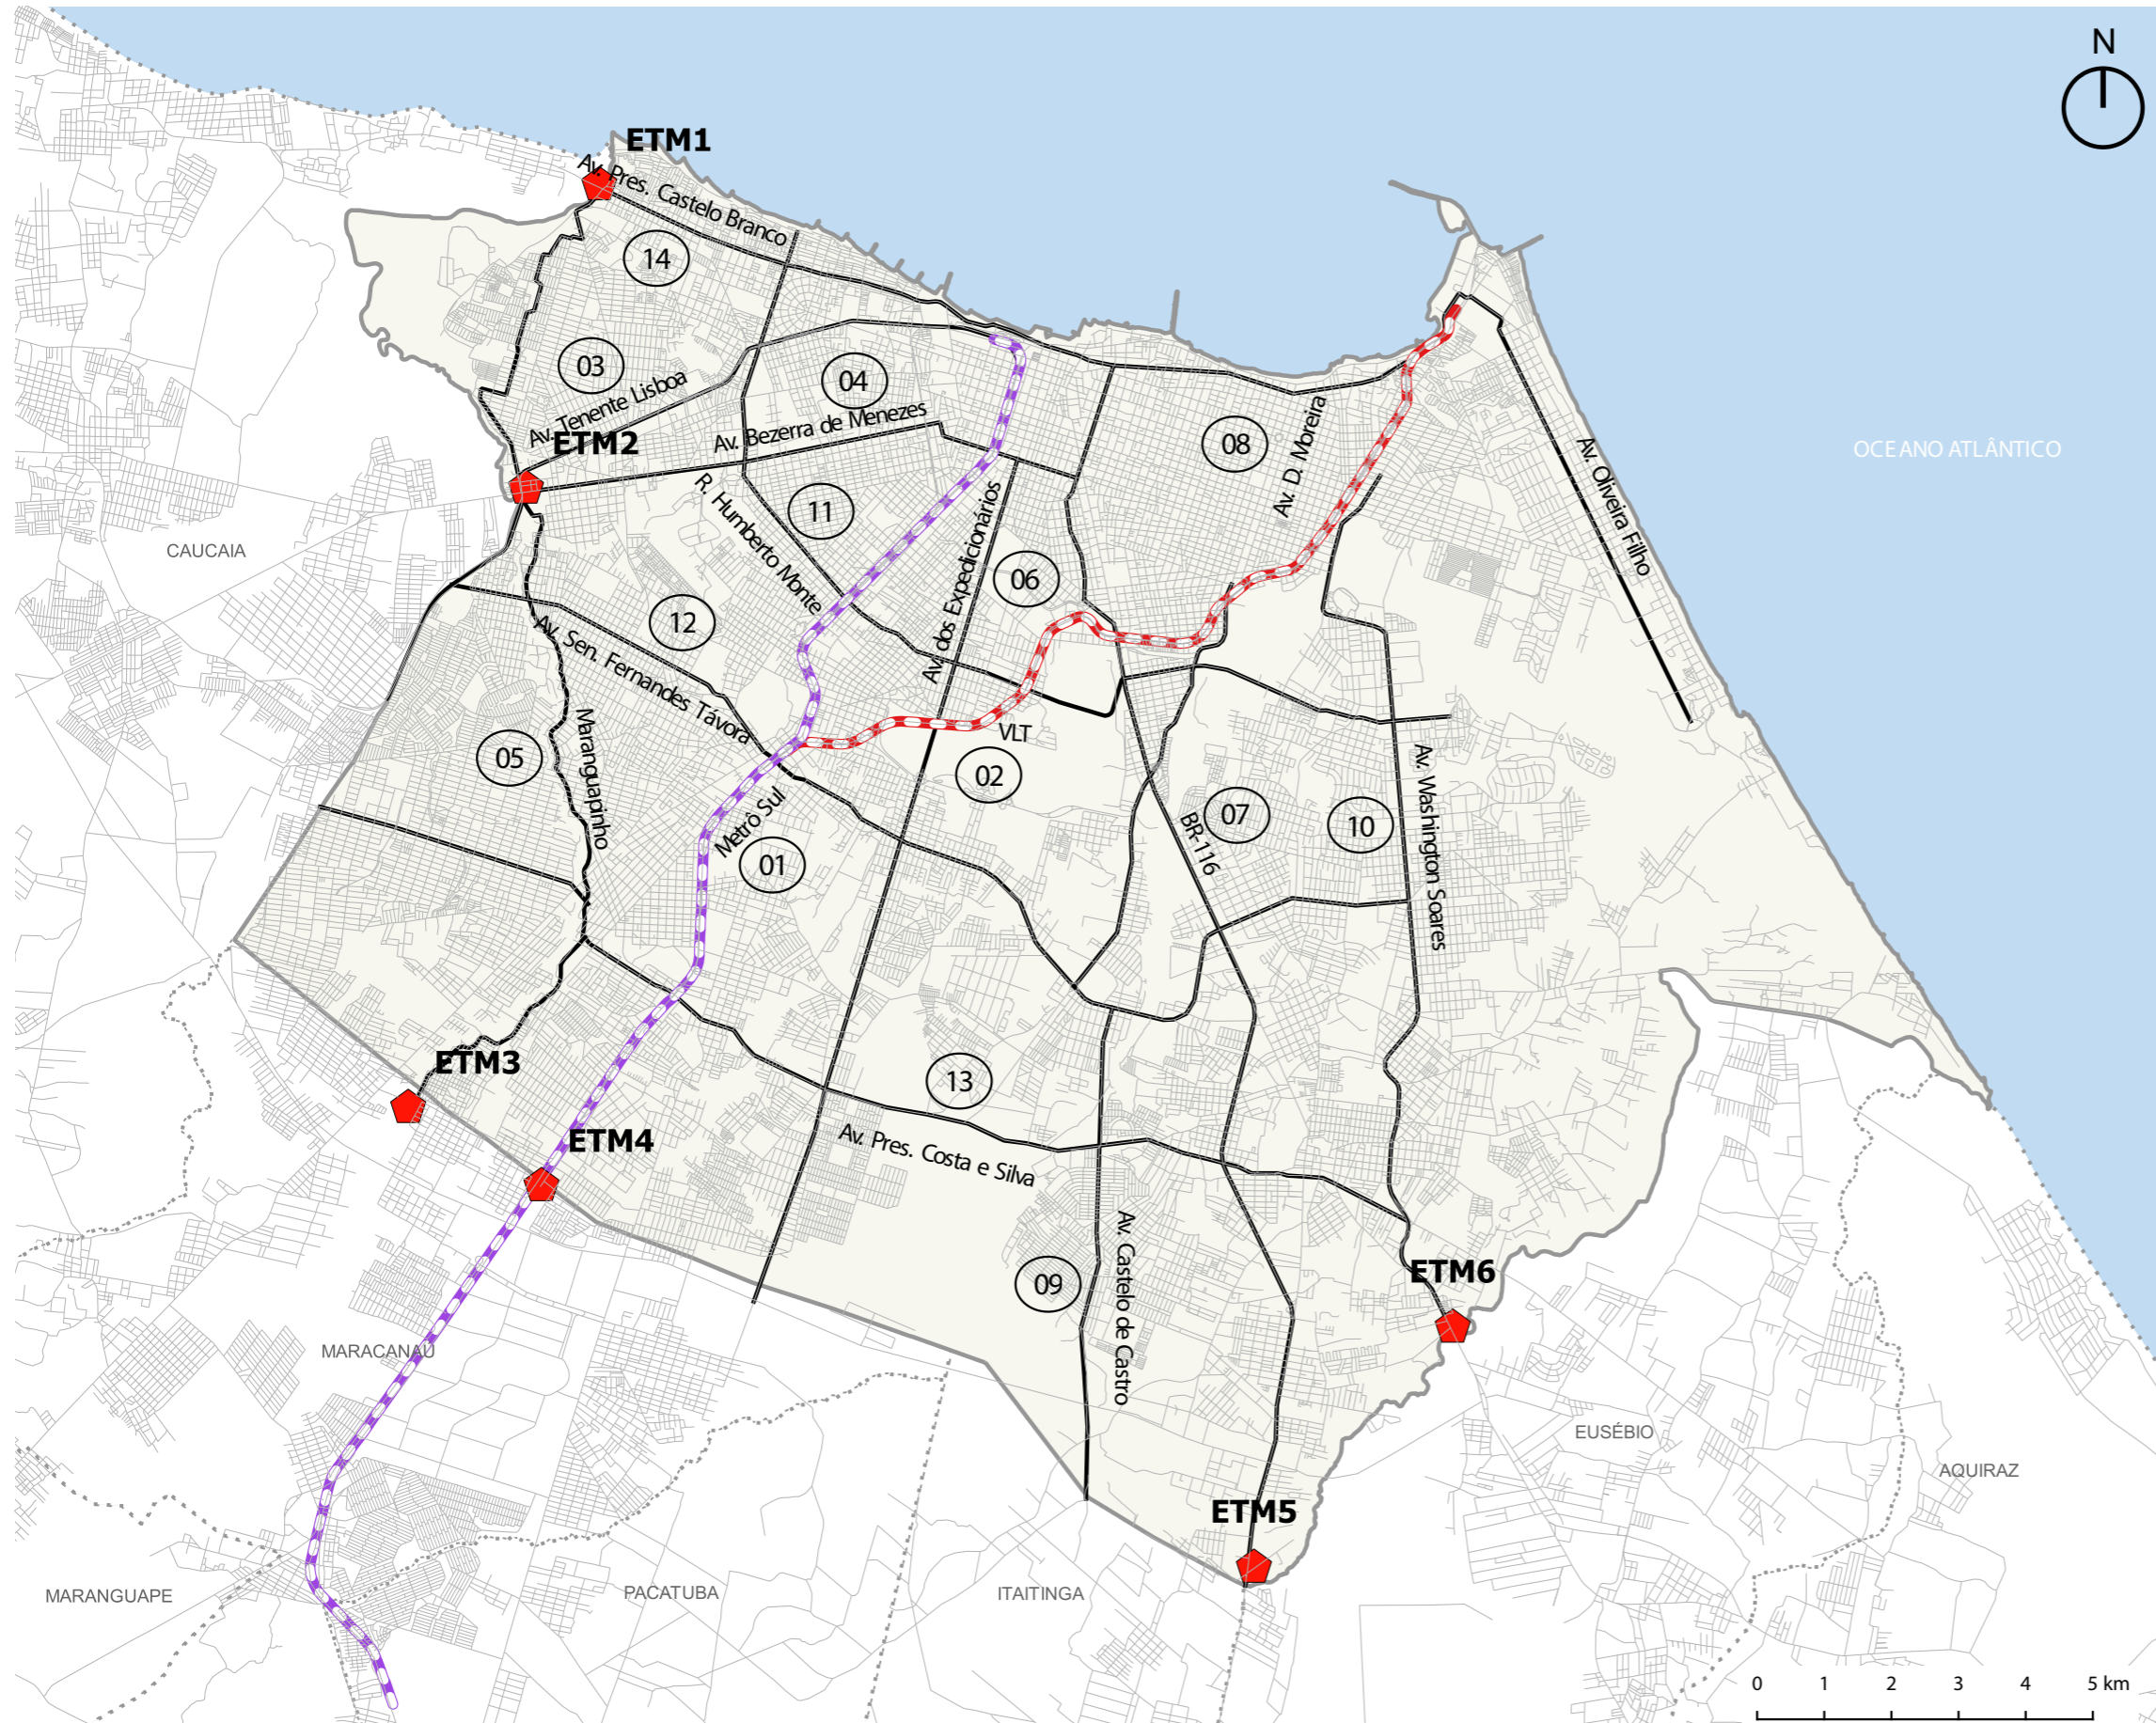 N
ETM1
Av. Pres. Castelo Branco
14
03
Av. Tenente Lisboa
04
ETM2
Av. Bezerra de Menezes
08
Av. D. Moreira
Av. Oliveira Filho
OCEANO ATLÂNTICO
CAUCAIA
R. Humberto Monte
11
Av. dos Expedicionários
06
12
Av. Sen. Fernandes Távora
05
Maranguapinho
VLT
02
Metrô Sul
01
BR-116
07
10
Av. Washington Soares
ETM3
13
ETM4
Av. Pres. Costa e Silva
09
Av. Castelo de Castro
ETM6
MARACANAÚ
EUSÉBIO
AQUIRAZ
ETM5
MARANGUAPE
PACATUBA
ITAITINGA
0 1 2 3 4 5 km